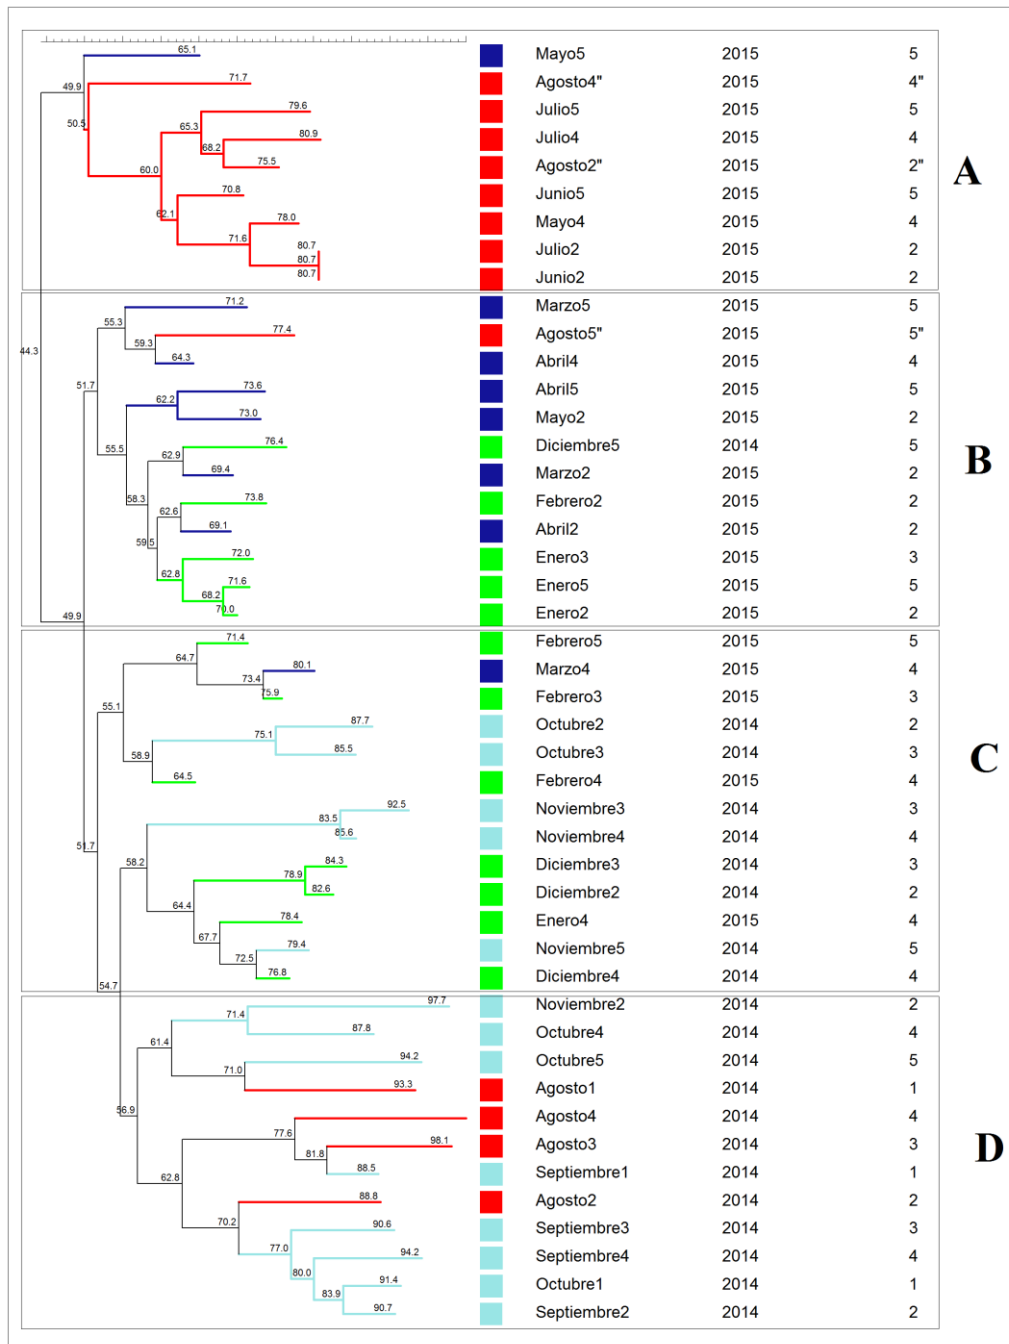 65.1 Mayo5 2015 5
49.9
71.7 Agosto4" 2015 4"
79.6 Julio5 2015 5
50.5
65.3
80.9 Julio4 2015 4
68.2
75.5 Agosto2" 2015 2"
60.0
A
70.8 Junio5 2015 5
62.1
78.0 Mayo4 2015 4
71.6
80.7 Julio2 2015 2
80.7
80.7 Junio2 2015 2
71.2 Marzo5 2015 5
55.3
77.4 Agosto5" 2015 5"
44.3
59.3
64.3 Abril4 2015 4
51.7
73.6 Abril5 2015 5
62.2
73.0 Mayo2 2015 2
76.4 Diciembre5 2014 5
55.5
62.9
B
69.4 Marzo2 2015 2
58.3
73.8 Febrero2 2015 2
62.6
69.1 Abril2 2015 2
59.5
72.0 Enero3 2015 3
62.8
71.6 Enero5 2015 5
68.2
70.0 Enero2 2015 2
49.9
71.4 Febrero5 2015 5
64.7
80.1 Marzo4 2015 4
73.4
75.9 Febrero3 2015 3
55.1
87.7 Octubre2 2014 2
75.1
85.5 Octubre3 2014 3
C
58.9
64.5 Febrero4 2015 4
92.5 Noviembre3 2014 3
83.5
85.6 Noviembre4 2014 4
51.7
58.2
84.3 Diciembre3 2014 3
78.9
82.6 Diciembre2 2014 2
64.4
78.4 Enero4 2015 4
67.7
79.4 Noviembre5 2014 5
72.5
76.8 Diciembre4 2014 4
54.7
97.7 Noviembre2 2014 2
71.4
87.8 Octubre4 2014 4
61.4
94.2 Octubre5 2014 5
71.0
93.3 Agosto1 2014 1
56.9
Agosto4 2014 4
77.6
98.1 Agosto3 2014 3
D
81.8
88.5 Septiembre1 2014 1
62.8
88.8 Agosto2 2014 2
70.2
90.6 Septiembre3 2014 3
77.0
94.2 Septiembre4 2014 4
80.0
91.4 Octubre1 2014 1
83.9
90.7 Septiembre2 2014 2